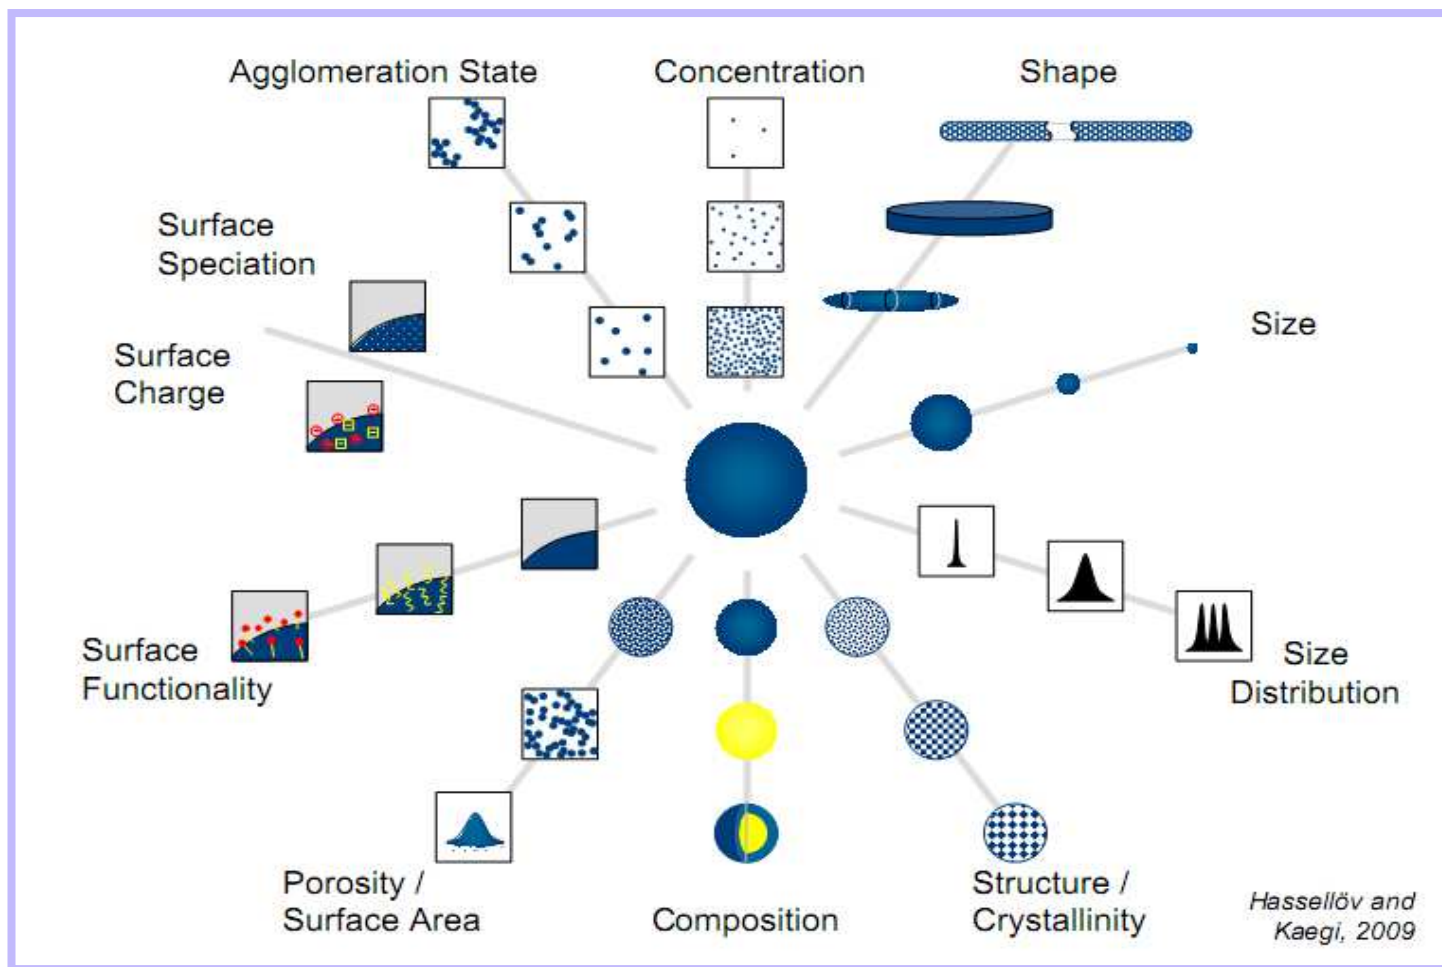 Agglomeration State
Concentration
Shape
Surface
Speciation
Size
Surface
Charge
Surface
Functionality
Size
Distribution
Porosity /
Surface Area
Composition
Structure /
Crystallinity
Hassellöv and
Kaegi, 2009